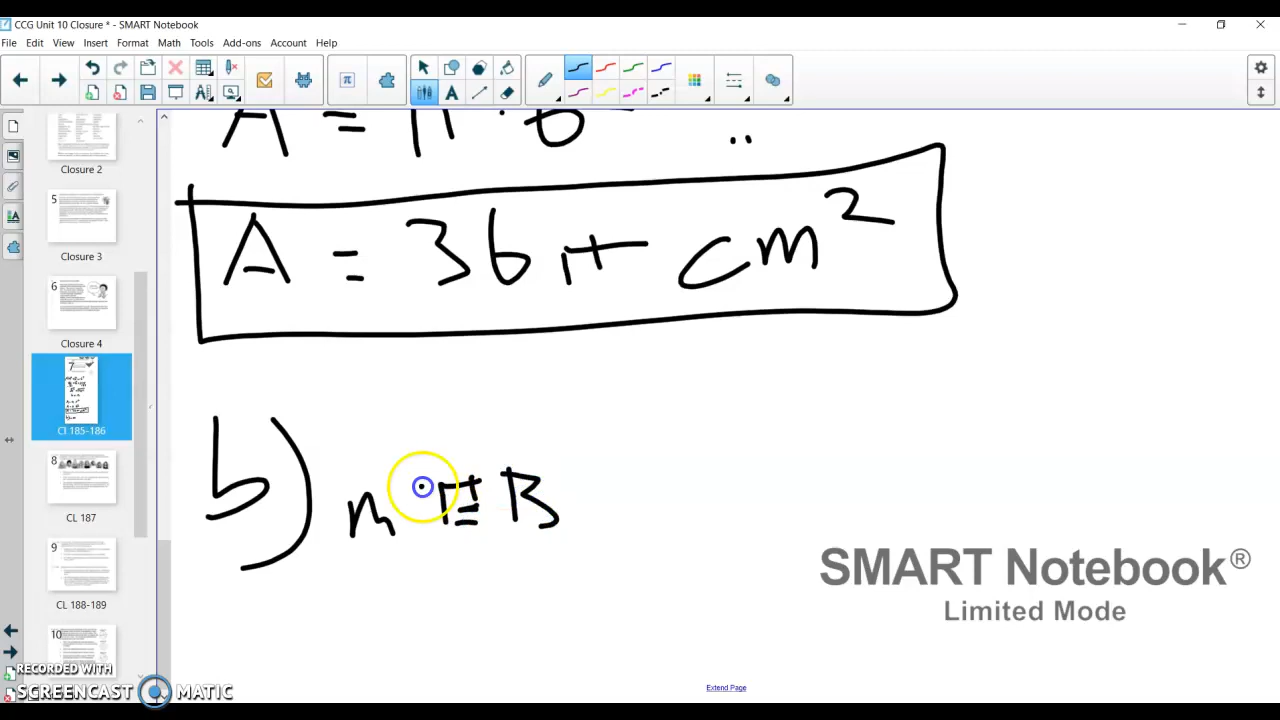 CCG Unit 10 Closure * - SMART Notebook
File Edit View Insert Format Math Tools Add-ons Account Help
A = π · 6
A = 36π cm²
b) m
B
Closure 2
5
Closure 3
6
Closure 4
7
Cl 185-186
8
CL 187
9
CL 188-189
10
RECORDED WITH
SCREENCAST MATIC
SMART Notebook®
Limited Mode
Extend Page